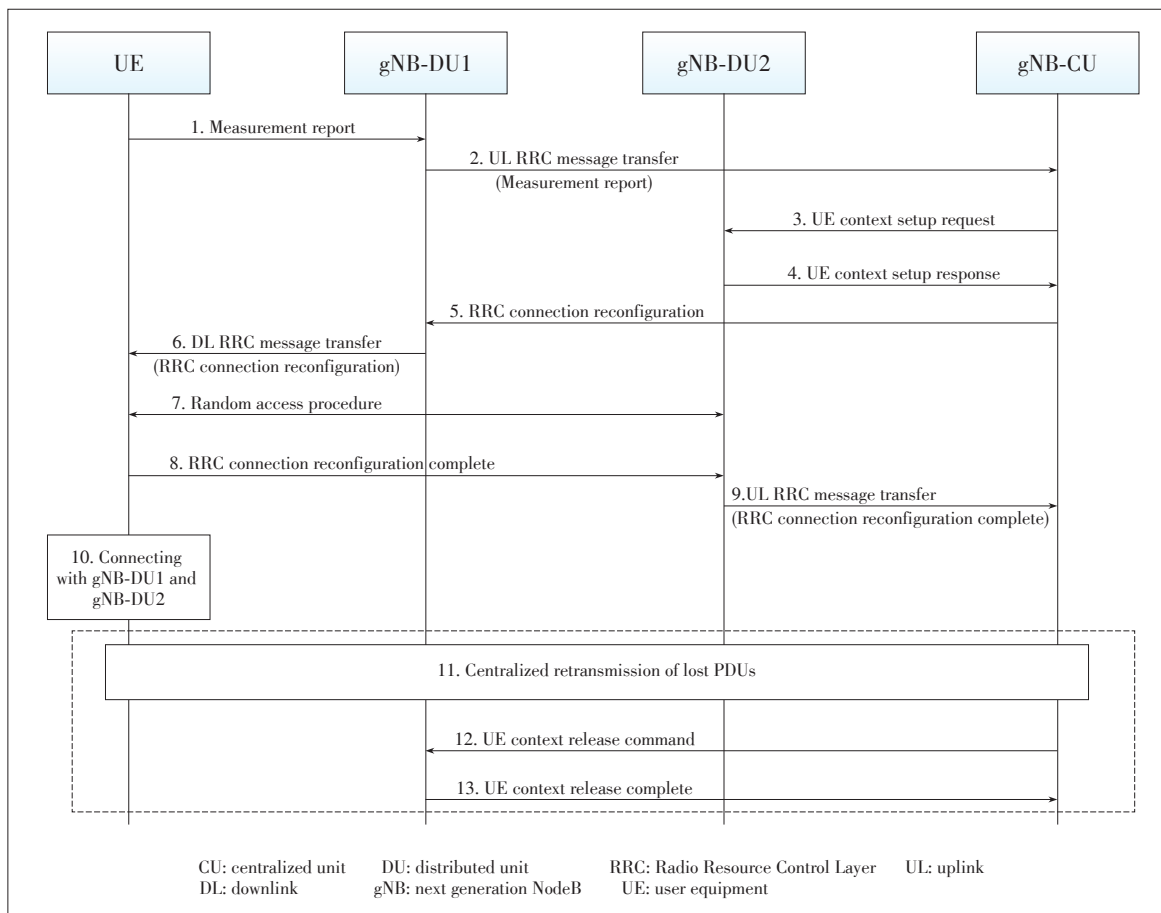 UE
gNB-DU1
gNB-DU2
gNB-CU
1. Measurement report
2. UL RRC message transfer
(Measurement report)
3. UE context setup request
4. UE context setup response
5. RRC connection reconfiguration
6. DL RRC message transfer
(RRC connection reconfiguration)
7. Random access procedure
8. RRC connection reconfiguration complete
9.UL RRC message transfer
(RRC connection reconfiguration complete)
10. Connecting
with gNB-DU1 and
gNB-DU2
11. Centralized retransmission of lost PDUs
12. UE context release command
13. UE context release complete
CU: centralized unit DU: distributed unit RRC: Radio Resource Control Layer UL: uplink
DL: downlink gNB: next generation NodeB UE: user equipment